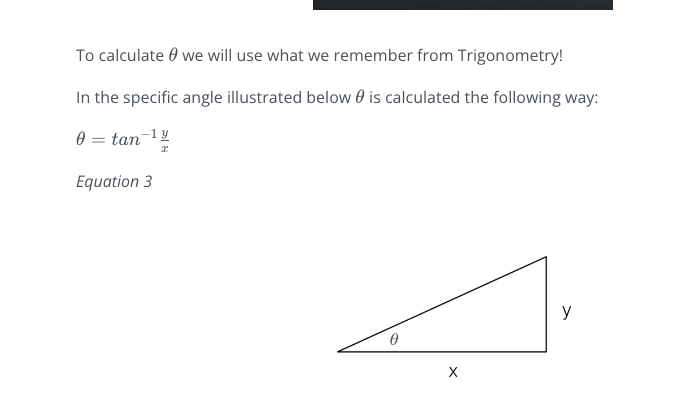 To calculate θ we will use what we remember from Trigonometry!
In the specific angle illustrated below θ is calculated the following way:
θ = tan⁻¹ y/x
Equation 3
y
θ
x